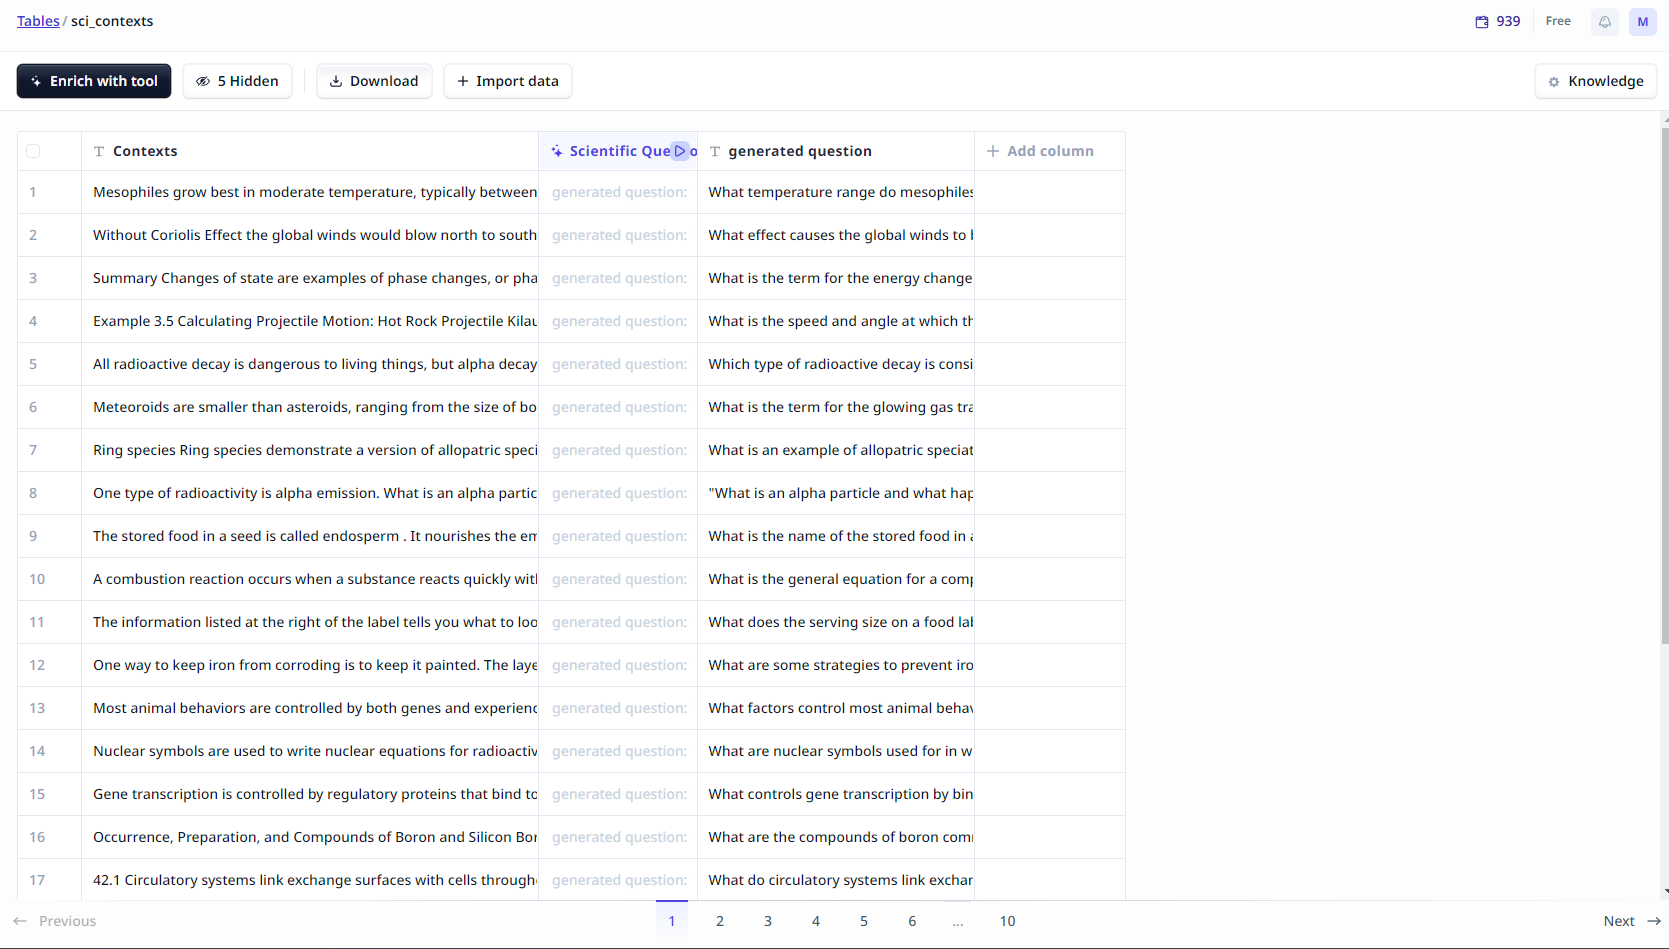 Tables / sci_contexts
939 Free M
Enrich with tool 5 Hidden Download + Import data Knowledge
Contexts Scientific Que generated question + Add column
1 Mesophiles grow best in moderate temperature, typically between generated question: What temperature range do mesophiles
2 Without Coriolis Effect the global winds would blow north to south generated question: What effect causes the global winds to
3 Summary Changes of state are examples of phase changes, or pha generated question: What is the term for the energy change
4 Example 3.5 Calculating Projectile Motion: Hot Rock Projectile Kilau generated question: What is the speed and angle at which th
5 All radioactive decay is dangerous to living things, but alpha decay generated question: Which type of radioactive decay is consi
6 Meteoroids are smaller than asteroids, ranging from the size of bo generated question: What is the term for the glowing gas tra
7 Ring species Ring species demonstrate a version of allopatric speci generated question: What is an example of allopatric speciat
8 One type of radioactivity is alpha emission. What is an alpha partic generated question: "What is an alpha particle and what hap
9 The stored food in a seed is called endosperm . It nourishes the em generated question: What is the name of the stored food in
10 A combustion reaction occurs when a substance reacts quickly wit generated question: What is the general equation for a comp
11 The information listed at the right of the label tells you what to loo generated question: What does the serving size on a food lab
12 One way to keep iron from corroding is to keep it painted. The laye generated question: What are some strategies to prevent iro
13 Most animal behaviors are controlled by both genes and experienc generated question: What factors control most animal behav
14 Nuclear symbols are used to write nuclear equations for radioactiv generated question: What are nuclear symbols used for in w
15 Gene transcription is controlled by regulatory proteins that bind to generated question: What controls gene transcription by bin
16 Occurrence, Preparation, and Compounds of Boron and Silicon Bor generated question: What are the compounds of boron com
17 42.1 Circulatory systems link exchange surfaces with cells through generated question: What do circulatory systems link exchan
← Previous 1 2 3 4 5 6 ... 10 Next →